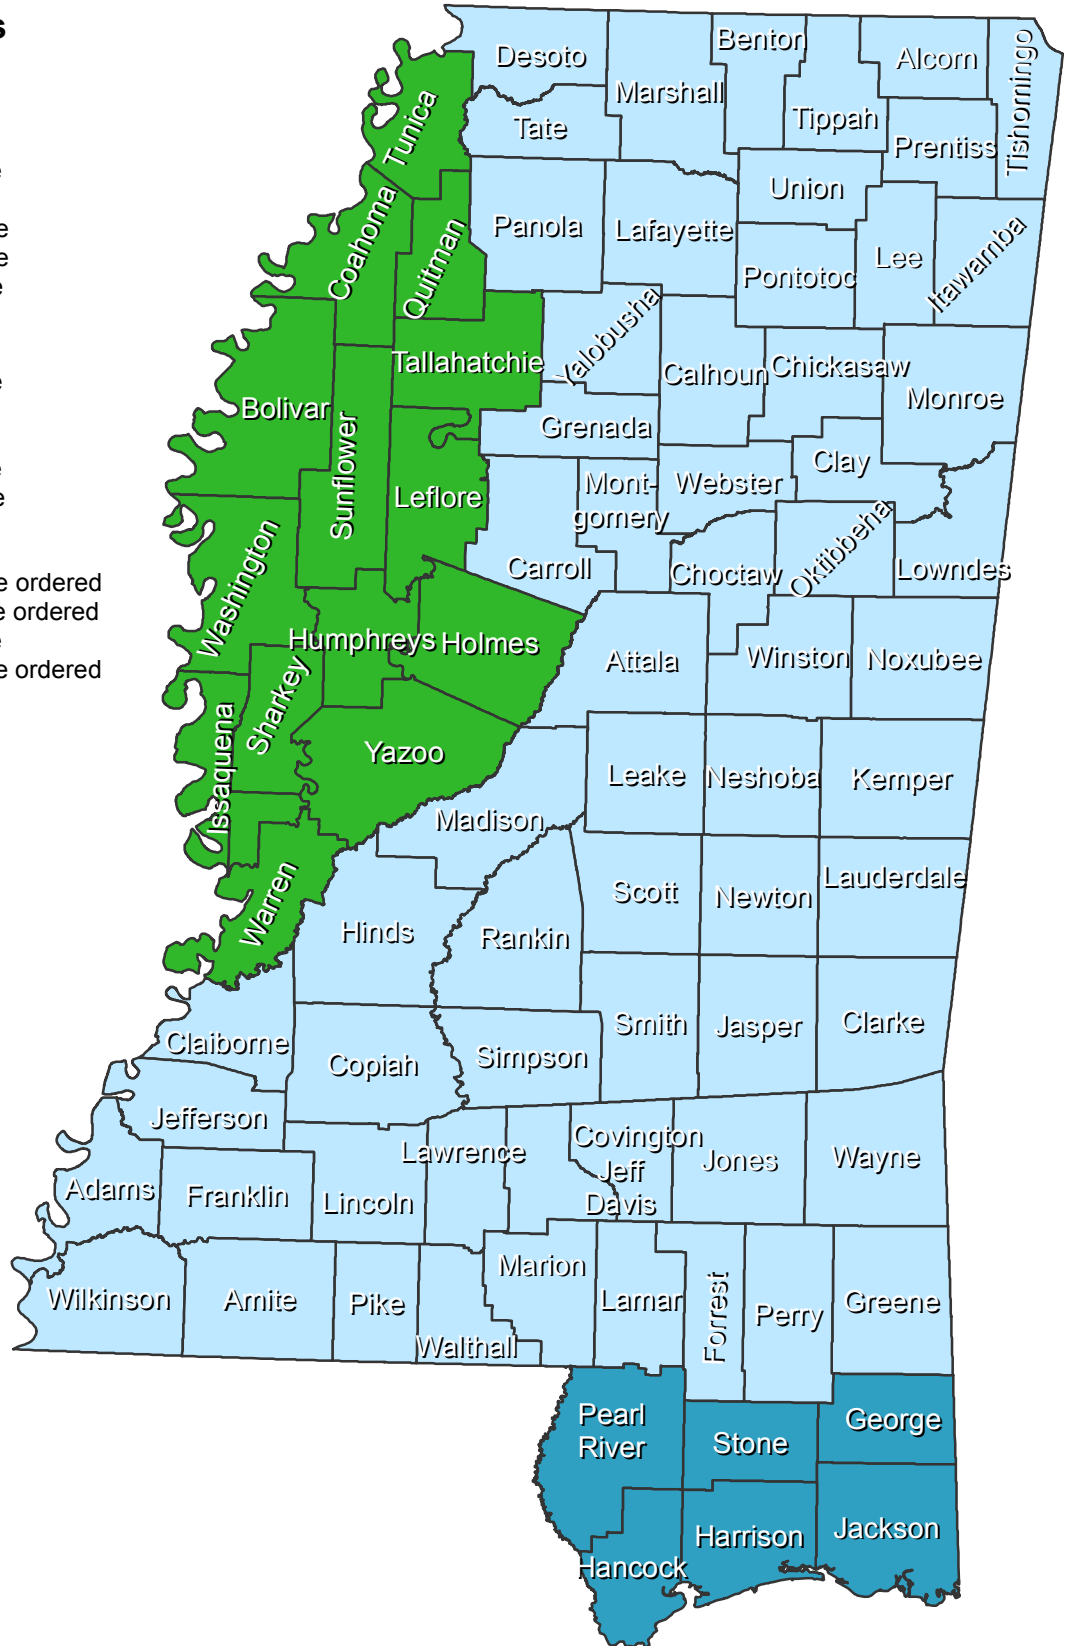 s
e
e
e
e
e
e
e
e ordered
e ordered
e
e ordered
Desoto
Benton
Alcorn
Tishomingo
Marshall
Tippah
Tunica
Tate
Prentiss
Union
Panola
Lafayette
Coahoma
Quitman
Pontotoc
Lee
Itawamba
Yalobusha
Tallahatchie
Calhoun
Chickasaw
Monroe
Bolivar
Grenada
Sunflower
Clay
Leflore
Mont-
gomery
Webster
Carroll
Choctaw
Oktibbeha
Lowndes
Washington
Humphreys
Holmes
Attala
Winston
Noxubee
Sharkey
Issaquena
Yazoo
Leake
Neshoba
Kemper
Madison
Warren
Scott
Newton
Lauderdale
Hinds
Rankin
Claiborne
Copiah
Simpson
Smith
Jasper
Clarke
Jefferson
Lawrence
Covington
Jeff
Davis
Jones
Wayne
Adams
Franklin
Lincoln
Wilkinson
Amite
Pike
Walthall
Marion
Lamar
Forrest
Perry
Greene
Pearl
River
Stone
George
Hancock
Harrison
Jackson